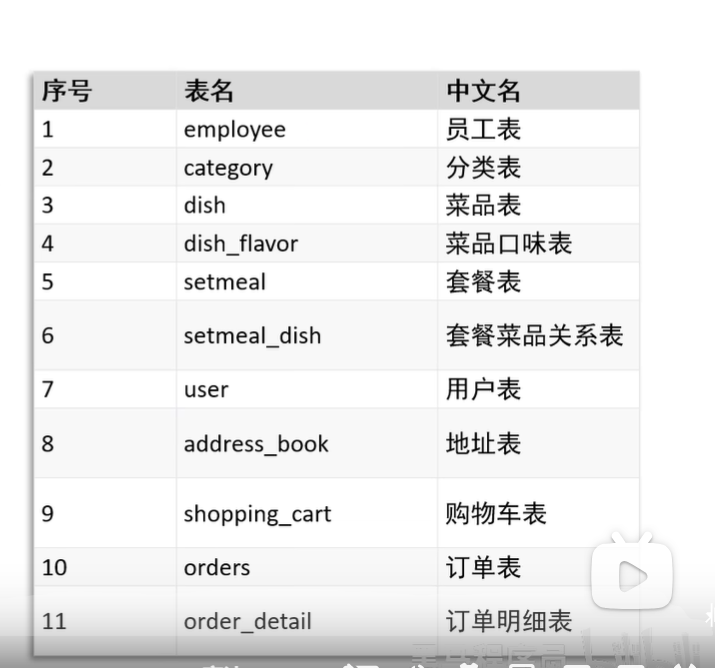 序号 表名 中文名
1 employee 员工表
2 category 分类表
3 dish 菜品表
4 dish_flavor 菜品口味表
5 setmeal 套餐表
6 setmeal_dish 套餐菜品关系表
7 user 用户表
8 address_book 地址表
9 shopping_cart 购物车表
10 orders 订单表
11 order_detail 订单明细表